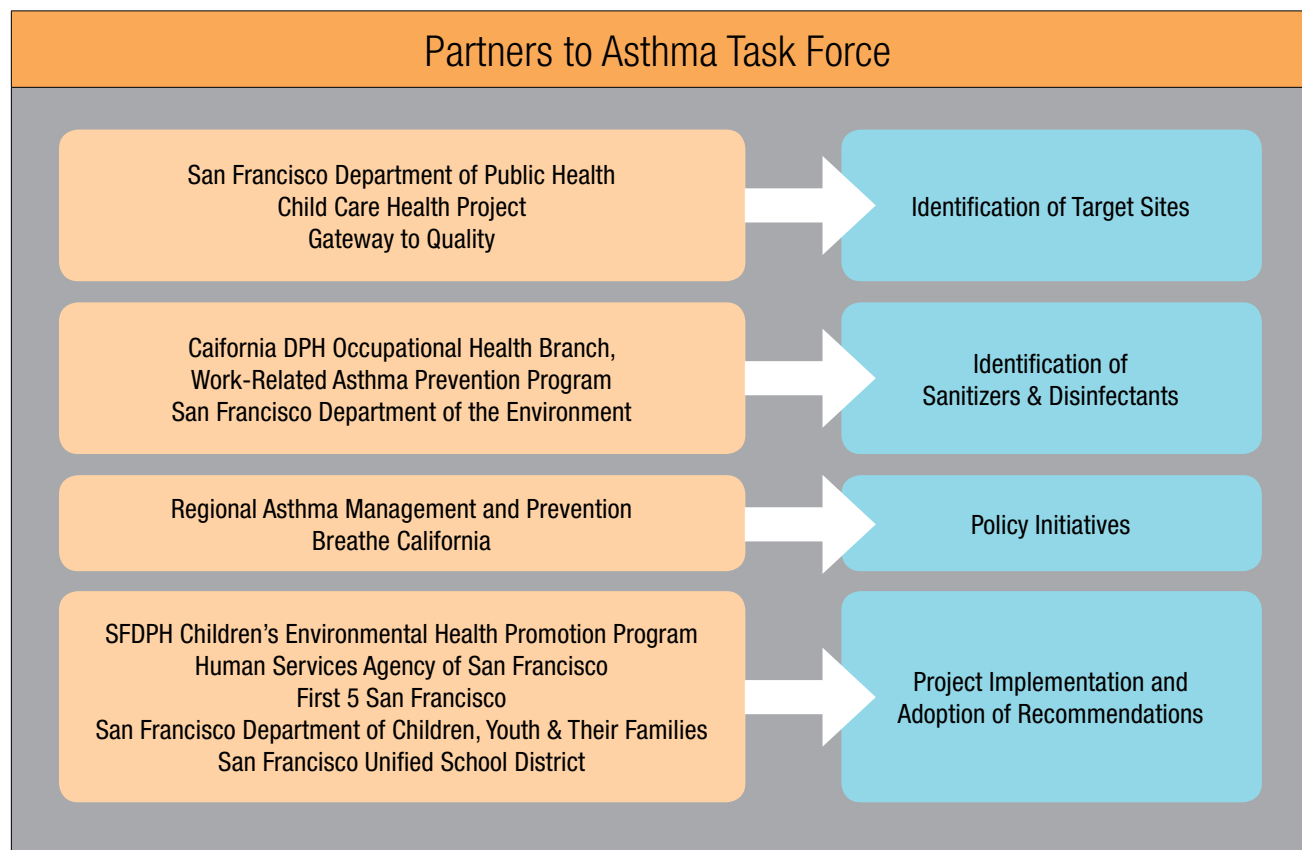 Partners to Asthma Task Force
San Francisco Department of Public Health
Child Care Health Project
Gateway to Quality
Identification of Target Sites
Caifornia DPH Occupational Health Branch,
Work-Related Asthma Prevention Program
San Francisco Department of the Environment
Identification of
Sanitizers & Disinfectants
Regional Asthma Management and Prevention
Breathe California
Policy Initiatives
SFDPH Children’s Environmental Health Promotion Program
Human Services Agency of San Francisco
First 5 San Francisco
San Francisco Department of Children, Youth & Their Families
San Francisco Unified School District
Project Implementation and
Adoption of Recommendations